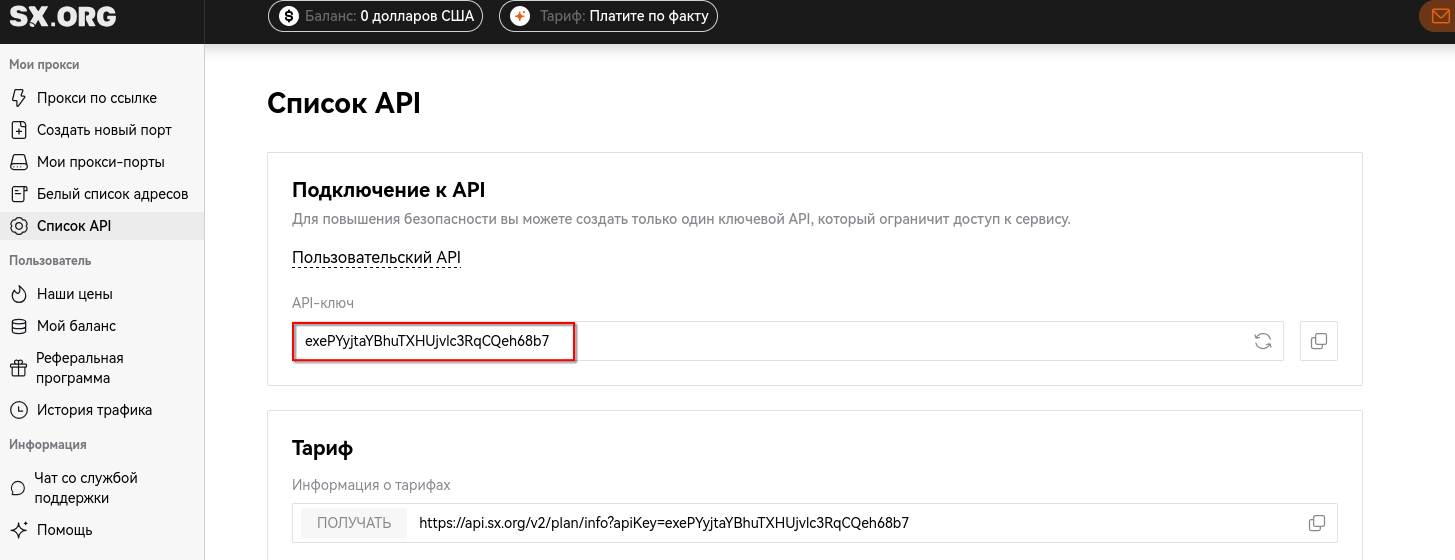 SX.ORG
Баланс: 0 долларов США
Тариф: Платите по факту
Мои прокси
Прокси по ссылке
Создать новый порт
Мои прокси-порты
Белый список адресов
Список API
Пользователь
Наши цены
Мой баланс
Реферальная
программа
История трафика
Информация
Чат со службой
поддержки
Помощь
Список API
Подключение к API
Для повышения безопасности вы можете создать только один ключевой API, который ограничит доступ к сервису.
Пользовательский API
API-ключ
exePYyjtaYBhuTXHUjvlc3RqCQeh68b7
Тариф
Информация о тарифах
ПОЛУЧАТЬ
https://api.sx.org/v2/plan/info?apiKey=exePYyjtaYBhuTXHUjvlc3RqCQeh68b7